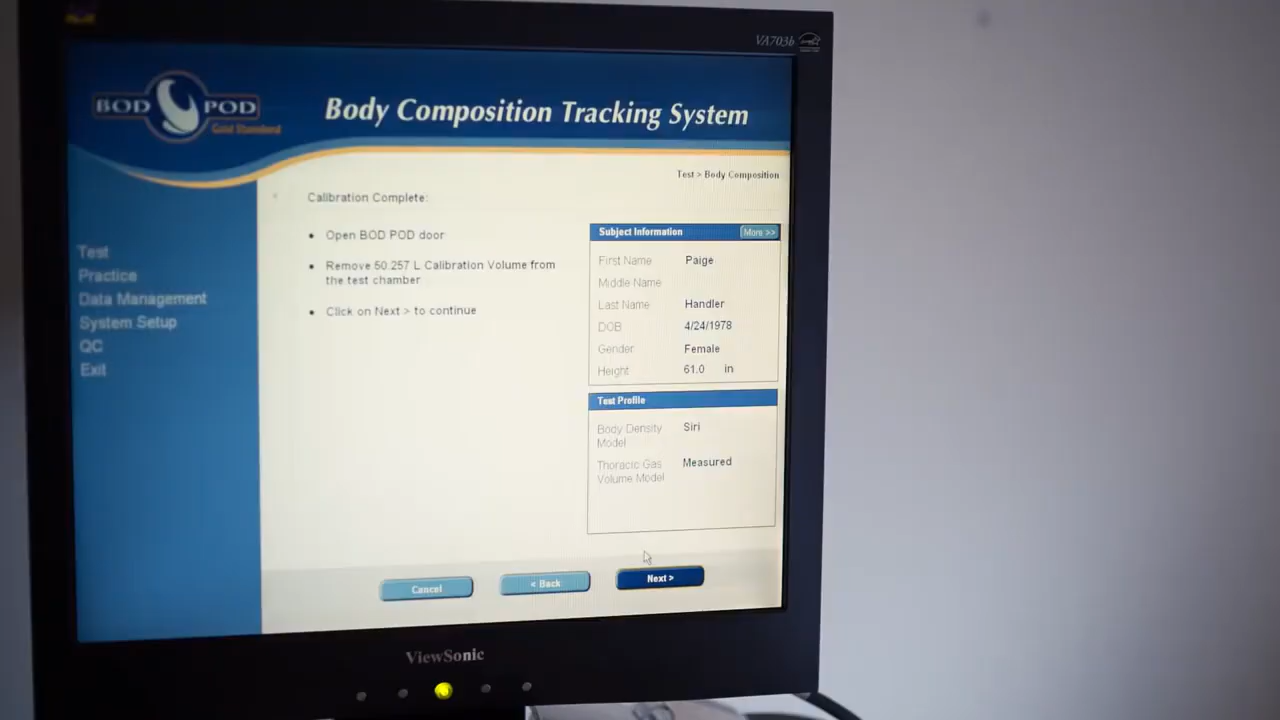 VA703b
BOD POD
Gold Standard
Body Composition Tracking System
Test > Body Composition
Test
Practice
Data Management
System Setup
QC
Exit
Calibration Complete:
• Open BOD POD door
• Remove 50.257 L Calibration Volume from
the test chamber
• Click on Next > to continue
Subject Information
More >>
First Name Paige
Middle Name
Last Name Handler
DOB 4/24/1978
Gender Female
Height 61.0 in
Test Profile
Body Density Siri
Model
Thoracic Gas Measured
Volume Model
Cancel
< Back
Next >
ViewSonic